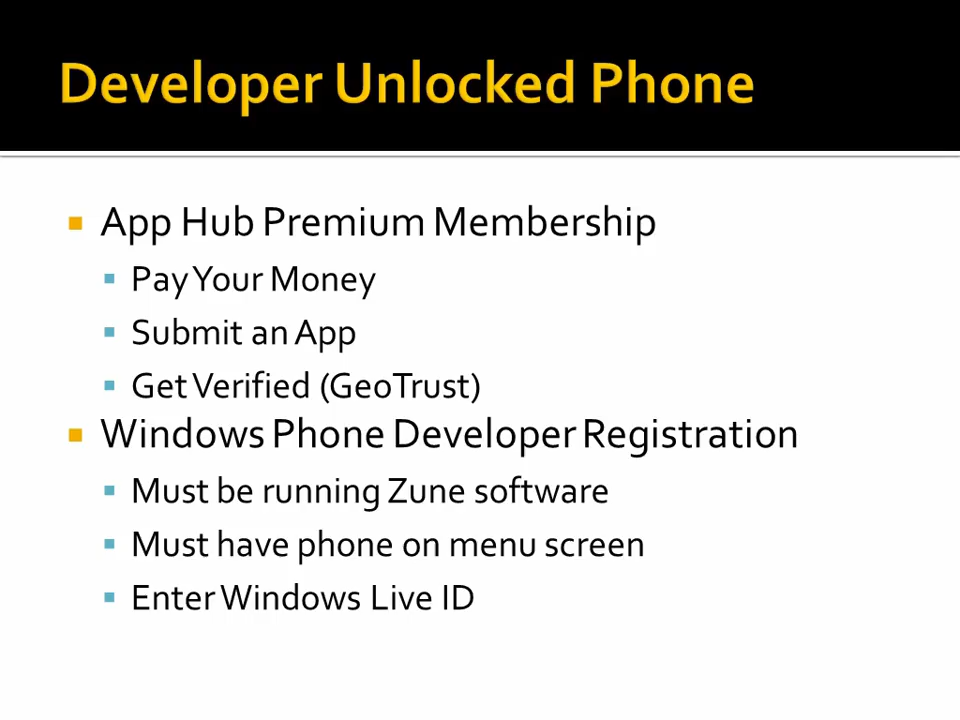 Developer Unlocked Phone
App Hub Premium Membership
Pay Your Money
Submit an App
Get Verified (GeoTrust)
Windows Phone Developer Registration
Must be running Zune software
Must have phone on menu screen
Enter Windows Live ID